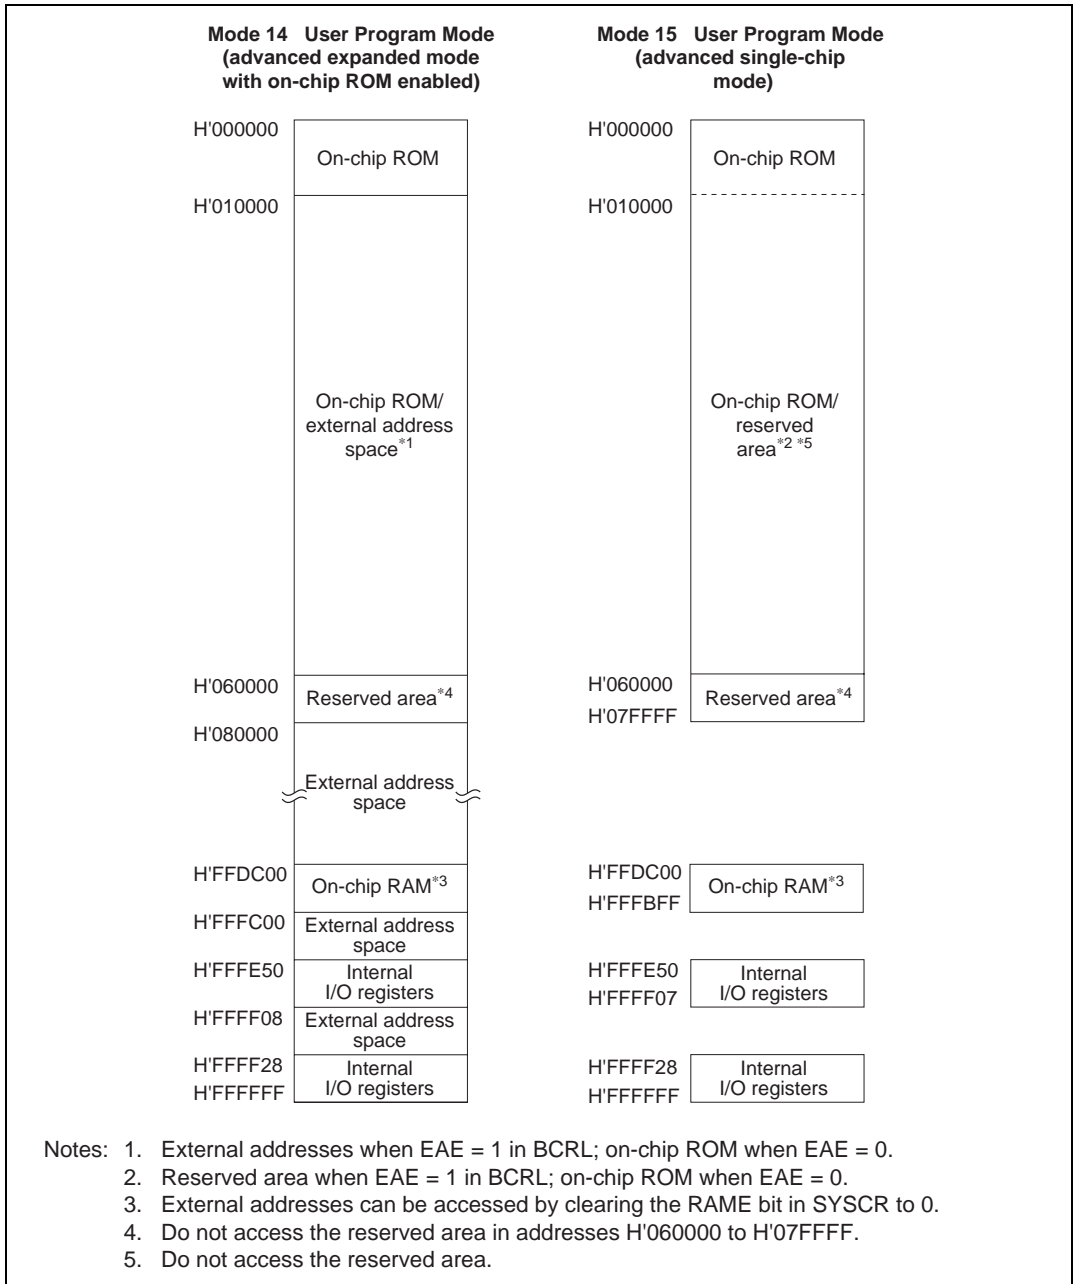 Mode 14 User Program Mode
(advanced expanded mode
with on-chip ROM enabled)
H'000000
On-chip ROM
H'010000
On-chip ROM/
external address
space*1
H'060000
Reserved area*4
H'080000
External address
space
H'FFDC00
On-chip RAM*3
H'FFFC00
External address
space
H'FFFE50
Internal
I/O registers
H'FFFF08
External address
space
H'FFFF28
Internal
I/O registers
H'FFFFFF
Mode 15 User Program Mode
(advanced single-chip
mode)
H'000000
On-chip ROM
H'010000
On-chip ROM/
reserved
area*2 *5
H'060000
Reserved area*4
H'07FFFF
H'FFDC00
On-chip RAM*3
H'FFFBFF
H'FFFE50
Internal
I/O registers
H'FFFF07
H'FFFF28
Internal
I/O registers
H'FFFFFF
Notes: 1. External addresses when EAE = 1 in BCRL; on-chip ROM when EAE = 0.
2. Reserved area when EAE = 1 in BCRL; on-chip ROM when EAE = 0.
3. External addresses can be accessed by clearing the RAME bit in SYSCR to 0.
4. Do not access the reserved area in addresses H'060000 to H'07FFFF.
5. Do not access the reserved area.